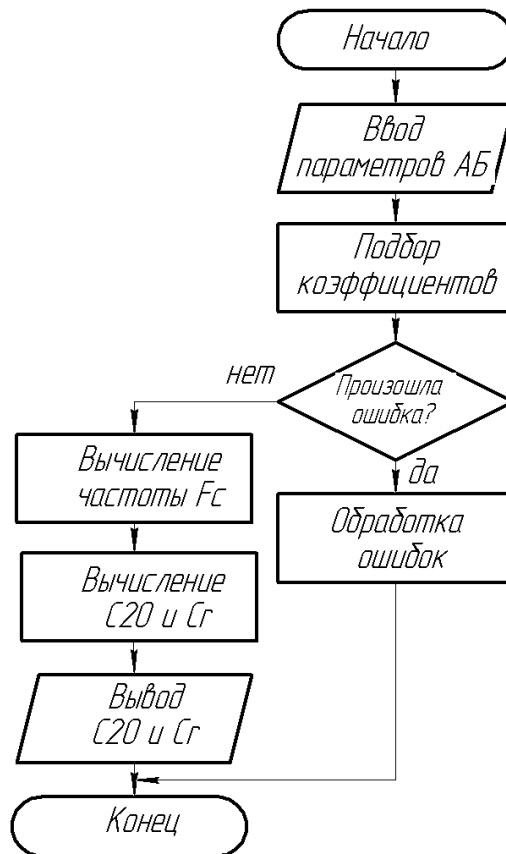 Начало
Ввод
параметров АБ
Подбор
коэффициентов
Произошла
ошибка?
нет
да
Вычисление
частоты Fc
Обработка
ошибок
Вычисление
C20 и Cr
Вывод
C20 и Cr
Конец